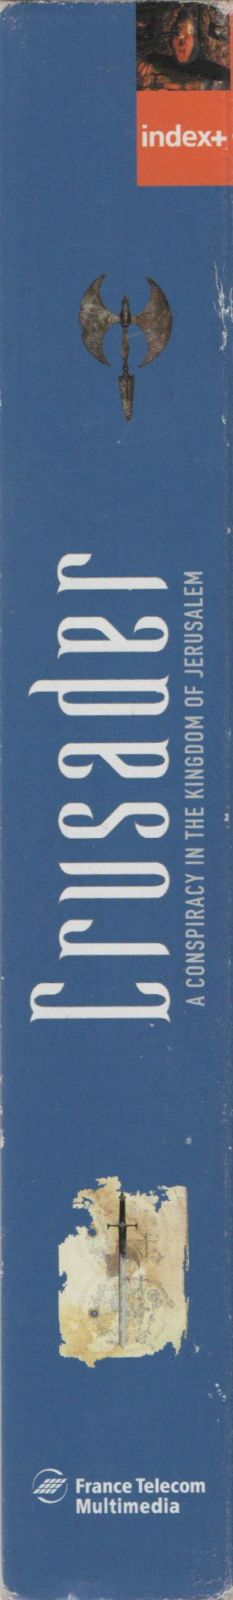 index+
Crusader
A CONSPIRACY IN THE KINGDOM OF JERUSALEM
France Telecom
Multimedia